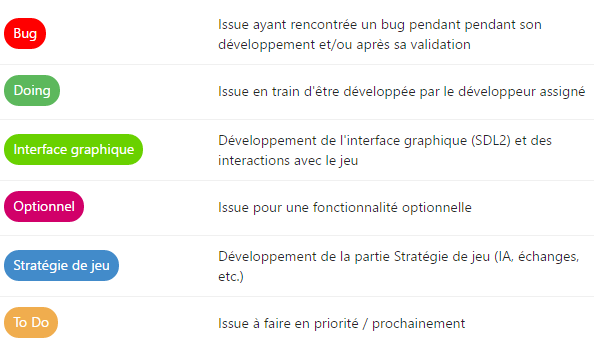 Bug
Issue ayant rencontrée un bug pendant pendant son
développement et/ou après sa validation
Doing
Issue en train d'être développée par le développeur assigné
Interface graphique
Développement de l'interface graphique (SDL2) et des
interactions avec le jeu
Optionnel
Issue pour une fonctionnalité optionnelle
Stratégie de jeu
Développement de la partie Stratégie de jeu (IA, échanges,
etc.)
To Do
Issue à faire en priorité / prochainement